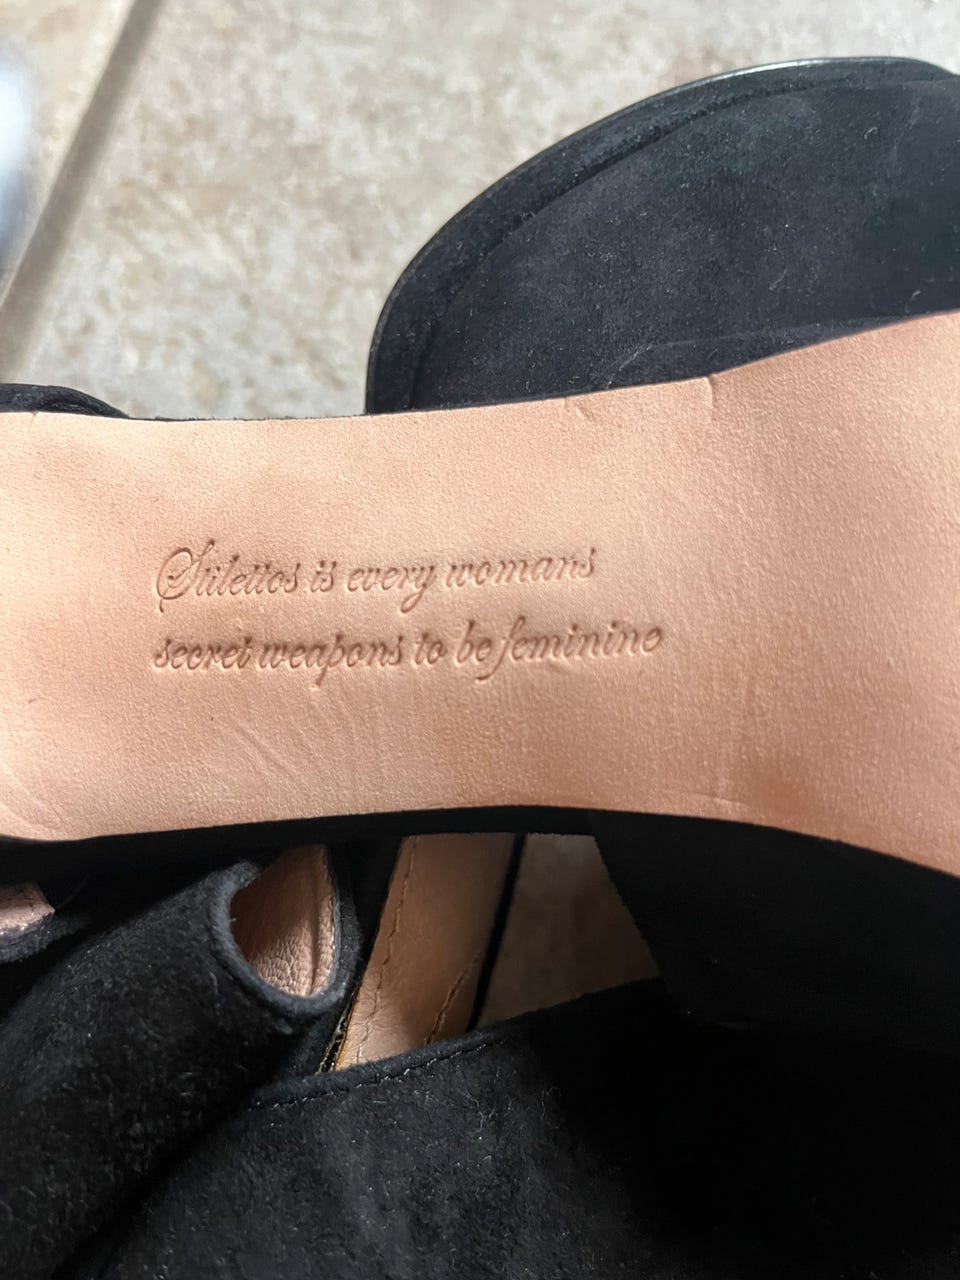 Stilettos is every womans
secret weapons to be feminine